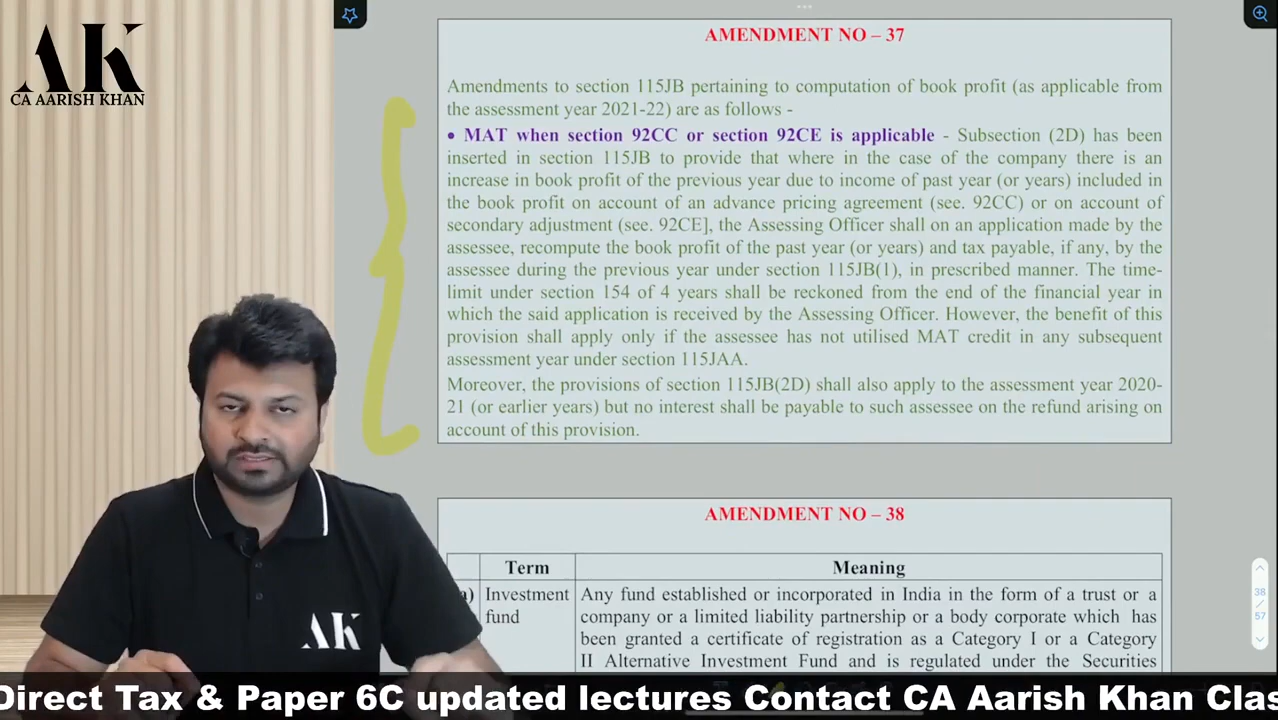 AK
CA AARISH KHAN
AMENDMENT NO – 37
Amendments to section 115JB pertaining to computation of book profit (as applicable from
the assessment year 2021-22) are as follows -
• MAT when section 92CC or section 92CE is applicable - Subsection (2D) has been
inserted in section 115JB to provide that where in the case of the company there is an
increase in book profit of the previous year due to income of past year (or years) included in
the book profit on account of an advance pricing agreement (see. 92CC) or on account of
secondary adjustment (see. 92CE], the Assessing Officer shall on an application made by the
assessee, recompute the book profit of the past year (or years) and tax payable, if any, by the
assessee during the previous year under section 115JB(1), in prescribed manner. The time-
limit under section 154 of 4 years shall be reckoned from the end of the financial year in
which the said application is received by the Assessing Officer. However, the benefit of this
provision shall apply only if the assessee has not utilised MAT credit in any subsequent
assessment year under section 115JAA.
Moreover, the provisions of section 115JB(2D) shall also apply to the assessment year 2020-
21 (or earlier years) but no interest shall be payable to such assessee on the refund arising on
account of this provision.
AMENDMENT NO – 38
Term Meaning
a) Investment Any fund established or incorporated in India in the form of a trust or a
fund company or a limited liability partnership or a body corporate which has
been granted a certificate of registration as a Category I or a Category
II Alternative Investment Fund and is regulated under the Securities
38
/
57
AK
Direct Tax & Paper 6C updated lectures Contact CA Aarish Khan Clas